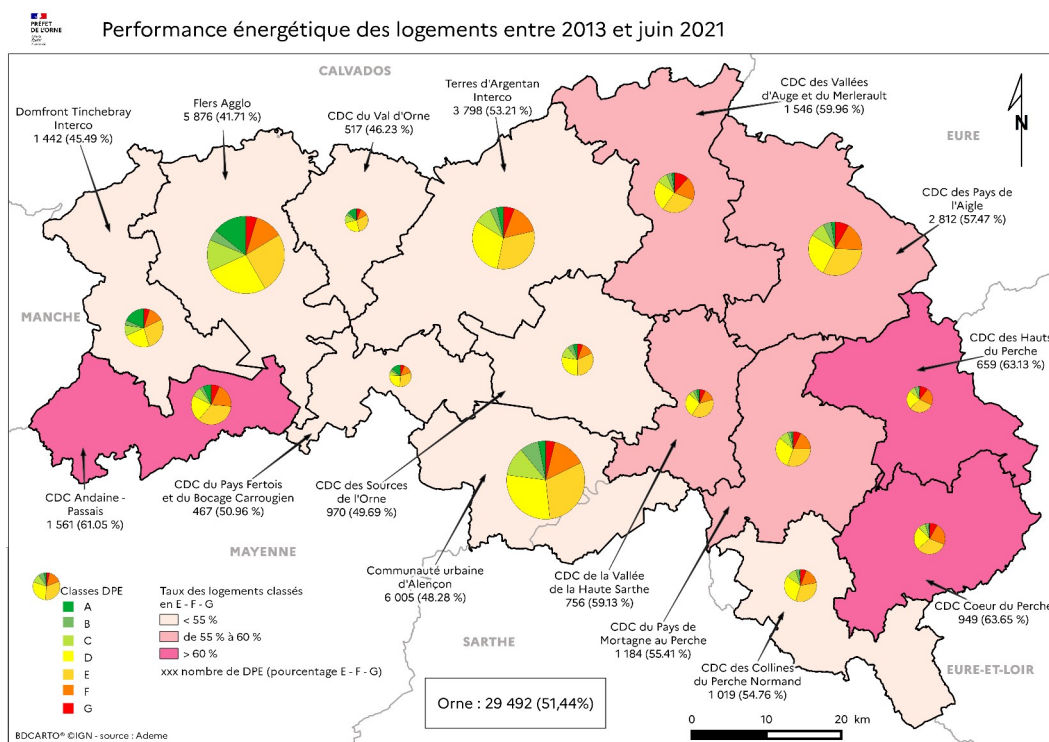 PRÉFET
DE L'ORNE
Performance énergétique des logements entre 2013 et juin 2021
CALVADOS
Domfront Tinchebray
Interco
1 442 (45.49 %)
Flers Agglo
5 876 (41.71 %)
CDC du Val d'Orne
517 (46.23 %)
Terres d'Argentan
Interco
3 798 (53.21 %)
CDC des Vallées
d'Auge et du Merlerault
1 546 (59.96 %)
N
EURE
CDC des Pays de
l'Aigle
2 812 (57.47 %)
MANCHE
CDC des Hauts
du Perche
659 (63.13 %)
CDC Andaine -
Passais
1 561 (61.05 %)
CDC du Pays Fertois
et du Bocage Carrougien
467 (50.96 %)
CDC des Sources
de l'Orne
970 (49.69 %)
MAYENNE
Communauté urbaine
d'Alençon
6 005 (48.28 %)
CDC de la Vallée
de la Haute Sarthe
756 (59.13 %)
CDC du Pays de
Mortagne au Perche
1 184 (55.41 %)
CDC des Collines
du Perche Normand
1 019 (54.76 %)
CDC Coeur du Perche
949 (63.65 %)
SARTHE
EURE-ET-LOIR
Classes DPE
A
B
C
D
E
F
G
Taux des logements classés
en E - F - G
< 55 %
de 55 % à 60 %
> 60 %
xxx nombre de DPE (pourcentage E - F - G)
Orne : 29 492 (51,44%)
0 10 20 km
BDCARTO® ©IGN - source : Ademe